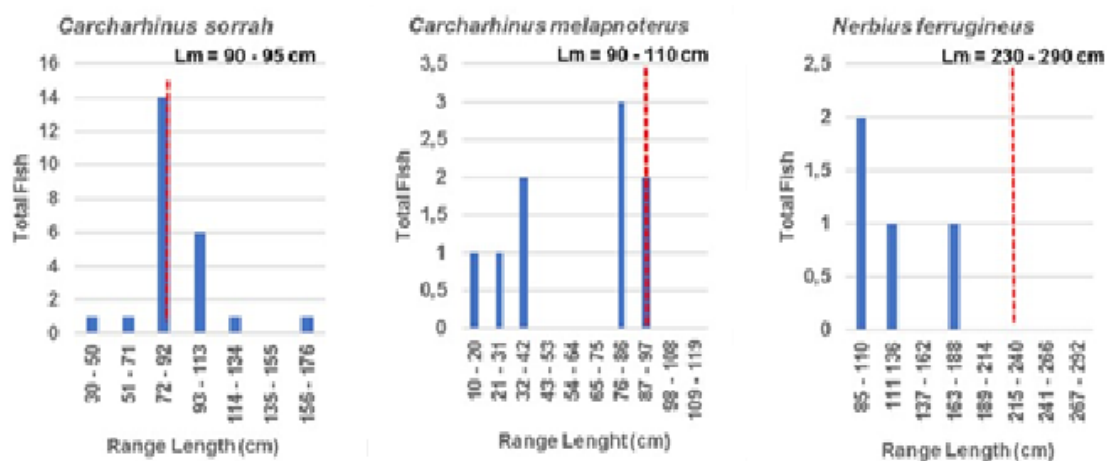 Carcharhinus sorrah
Lm = 90 - 95 cm
16
14
12
10
8
6
4
2
0
Total Fish
30 - 50
51 - 71
72 - 92
93 - 113
114 - 134
135 - 155
156 - 176
Range Length (cm)
Carcharhinus melapnoterus
Lm = 90 - 110 cm
3,5
3
2,5
2
1,5
1
0,5
0
Total Fish
10 - 20
21 - 31
32 - 42
43 - 53
54 - 64
65 - 75
76 - 86
87 - 97
98 - 108
109 - 119
Range Lenght (cm)
Nerbius ferrugineus
Lm = 230 - 290 cm
2,5
2
1,5
1
0,5
0
Total Fish
85 - 110
111 136
137 - 162
163 - 188
189 - 214
215 - 240
241 - 266
267 - 292
Range Length (cm)